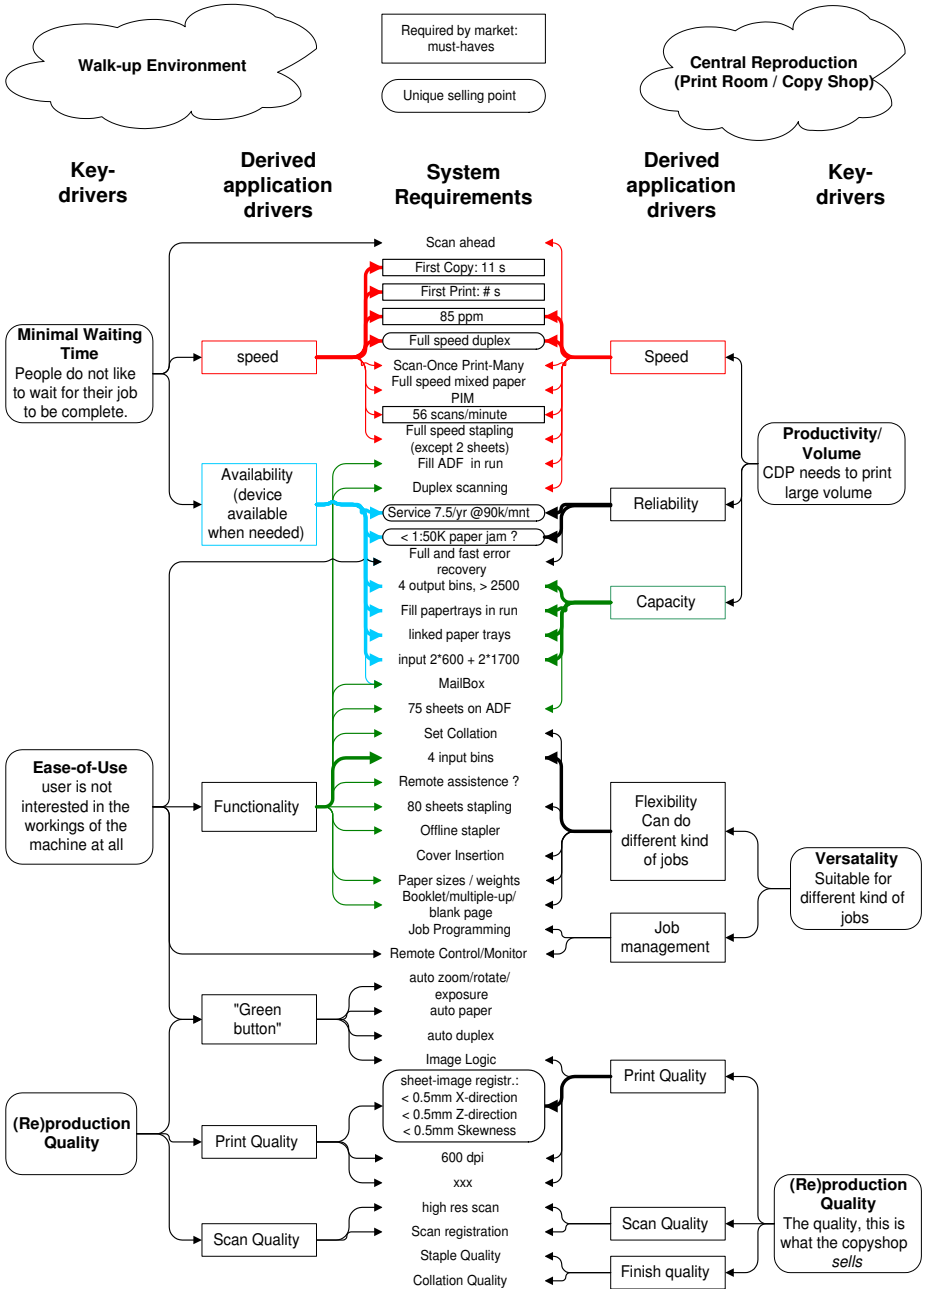 Walk-up Environment
Required by market:
must-haves
Unique selling point
Central Reproduction
(Print Room / Copy Shop)
Key-
drivers
Derived
application
drivers
System
Requirements
Derived
application
drivers
Key-
drivers
Minimal Waiting
Time
People do not like
to wait for their job
to be complete.
Ease-of-Use
user is not
interested in the
workings of the
machine at all
(Re)production
Quality
speed
Availability
(device
available
when needed)
Functionality
"Green
button"
Print Quality
Scan Quality
Scan ahead
First Copy: 11 s
First Print: # s
85 ppm
Full speed duplex
Scan-Once Print-Many
Full speed mixed paper
PIM
56 scans/minute
Full speed stapling
(except 2 sheets)
Fill ADF in run
Duplex scanning
Service 7.5/yr @90k/mnt
< 1:50K paper jam ?
Full and fast error
recovery
4 output bins, > 2500
Fill papertrays in run
linked paper trays
input 2*600 + 2*1700
MailBox
75 sheets on ADF
Set Collation
4 input bins
Remote assistence ?
80 sheets stapling
Offline stapler
Cover Insertion
Paper sizes / weights
Booklet/multiple-up/
blank page
Job Programming
Remote Control/Monitor
auto zoom/rotate/
exposure
auto paper
auto duplex
Image Logic
sheet-image registr.:
< 0.5mm X-direction
< 0.5mm Z-direction
< 0.5mm Skewness
600 dpi
xxx
high res scan
Scan registration
Staple Quality
Collation Quality
Speed
Reliability
Capacity
Flexibility
Can do
different kind
of jobs
Job
management
Print Quality
Scan Quality
Finish quality
Productivity/
Volume
CDP needs to print
large volume
Versatality
Suitable for
different kind of
jobs
(Re)production
Quality
The quality, this is
what the copyshop
sells